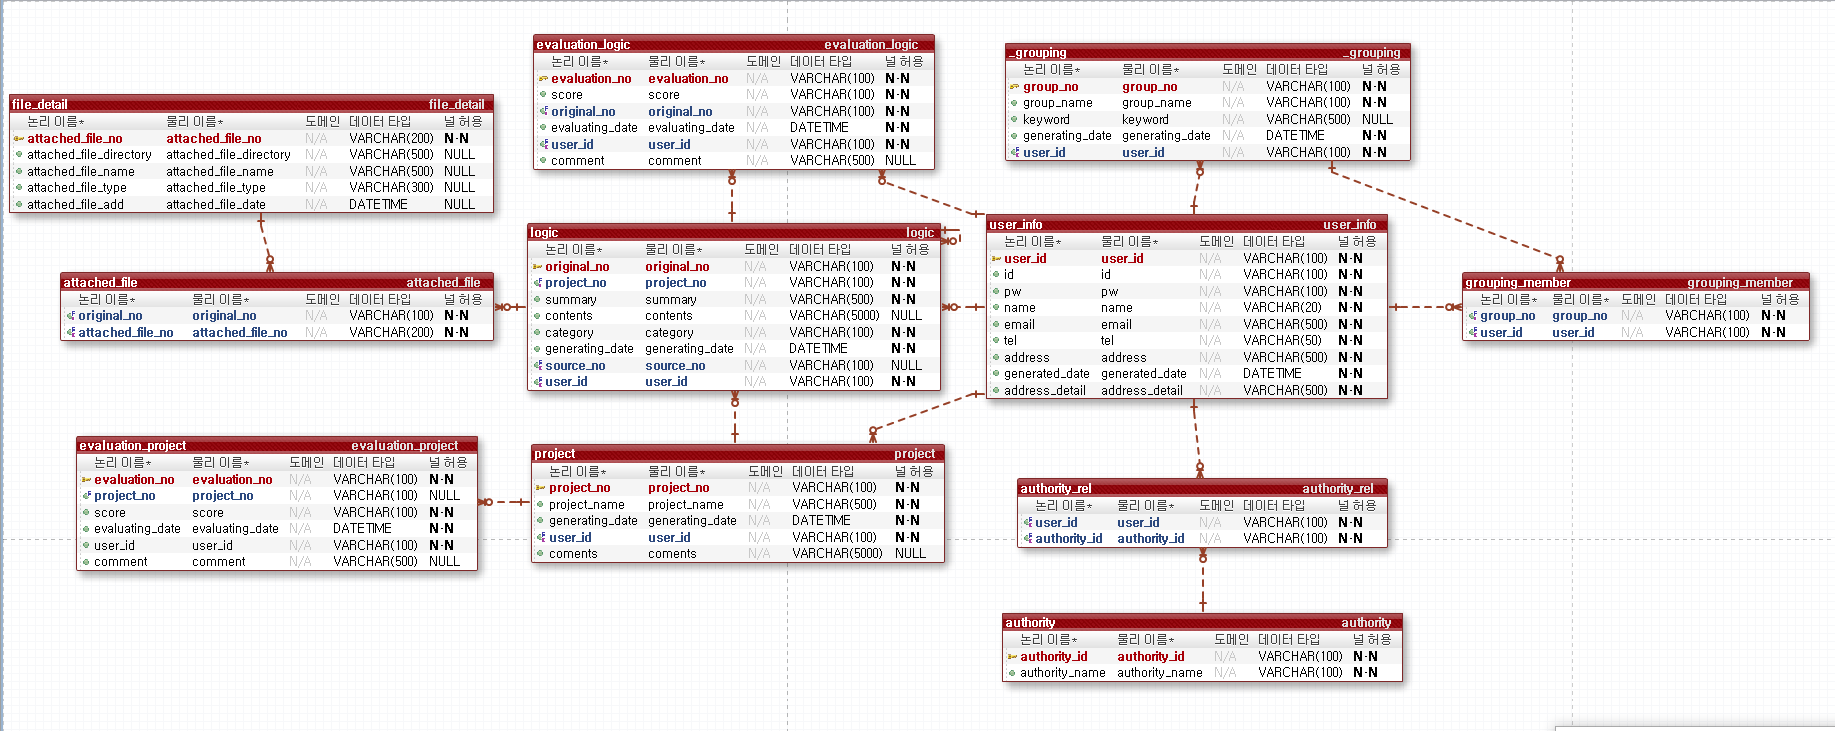 evaluation_logic evaluation_logic
논리 이름* 물리 이름* 도메인 데이터 타입 널 허용
evaluation_no evaluation_no N/A VARCHAR(100) N-N
score score N/A VARCHAR(100) N-N
original_no original_no N/A VARCHAR(100) N-N
evaluating_date evaluating_date N/A DATETIME N-N
user_id user_id N/A VARCHAR(100) N-N
comment comment N/A VARCHAR(500) NULL
_grouping _grouping
논리 이름* 물리 이름* 도메인 데이터 타입 널 허용
group_no group_no N/A VARCHAR(100) N-N
group_name group_name N/A VARCHAR(100) N-N
keyword keyword N/A VARCHAR(500) NULL
generating_date generating_date N/A DATETIME N-N
user_id user_id N/A VARCHAR(100) N-N
file_detail file_detail
논리 이름* 물리 이름* 도메인 데이터 타입 널 허용
attached_file_no attached_file_no N/A VARCHAR(200) N-N
attached_file_directory attached_file_directory N/A VARCHAR(500) NULL
attached_file_name attached_file_name N/A VARCHAR(500) NULL
attached_file_type attached_file_type N/A VARCHAR(300) NULL
attached_file_add attached_file_date N/A DATETIME NULL
logic logic
논리 이름* 물리 이름* 도메인 데이터 타입 널 허용
original_no original_no N/A VARCHAR(100) N-N
project_no project_no N/A VARCHAR(100) N-N
summary summary N/A VARCHAR(500) N-N
contents contents N/A VARCHAR(5000) NULL
category category N/A VARCHAR(100) N-N
generating_date generating_date N/A DATETIME N-N
source_no source_no N/A VARCHAR(100) NULL
user_id user_id N/A VARCHAR(100) N-N
user_info user_info
논리 이름* 물리 이름* 도메인 데이터 타입 널 허용
user_id user_id N/A VARCHAR(100) N-N
id id N/A VARCHAR(100) N-N
pw pw N/A VARCHAR(100) N-N
name name N/A VARCHAR(20) N-N
email email N/A VARCHAR(500) N-N
tel tel N/A VARCHAR(50) N-N
address address N/A VARCHAR(500) N-N
generated_date generated_date N/A DATETIME N-N
address_detail address_detail N/A VARCHAR(500) N-N
attached_file attached_file
논리 이름* 물리 이름* 도메인 데이터 타입 널 허용
original_no original_no N/A VARCHAR(100) N-N
attached_file_no attached_file_no N/A VARCHAR(200) N-N
grouping_member grouping_member
논리 이름* 물리 이름* 도메인 데이터 타입 널 허용
group_no group_no N/A VARCHAR(100) N-N
user_id user_id N/A VARCHAR(100) N-N
evaluation_project evaluation_project
논리 이름* 물리 이름* 도메인 데이터 타입 널 허용
evaluation_no evaluation_no N/A VARCHAR(100) N-N
project_no project_no N/A VARCHAR(100) NULL
score score N/A VARCHAR(100) N-N
evaluating_date evaluating_date N/A DATETIME N-N
user_id user_id N/A VARCHAR(100) N-N
comment comment N/A VARCHAR(500) NULL
project project
논리 이름* 물리 이름* 도메인 데이터 타입 널 허용
project_no project_no N/A VARCHAR(100) N-N
project_name project_name N/A VARCHAR(500) N-N
generating_date generating_date N/A DATETIME N-N
user_id user_id N/A VARCHAR(100) N-N
coments coments N/A VARCHAR(5000) NULL
authority_rel authority_rel
논리 이름* 물리 이름* 도메인 데이터 타입 널 허용
user_id user_id N/A VARCHAR(100) N-N
authority_id authority_id N/A VARCHAR(100) N-N
authority authority
논리 이름* 물리 이름* 도메인 데이터 타입 널 허용
authority_id authority_id N/A VARCHAR(100) N-N
authority_name authority_name N/A VARCHAR(100) N-N